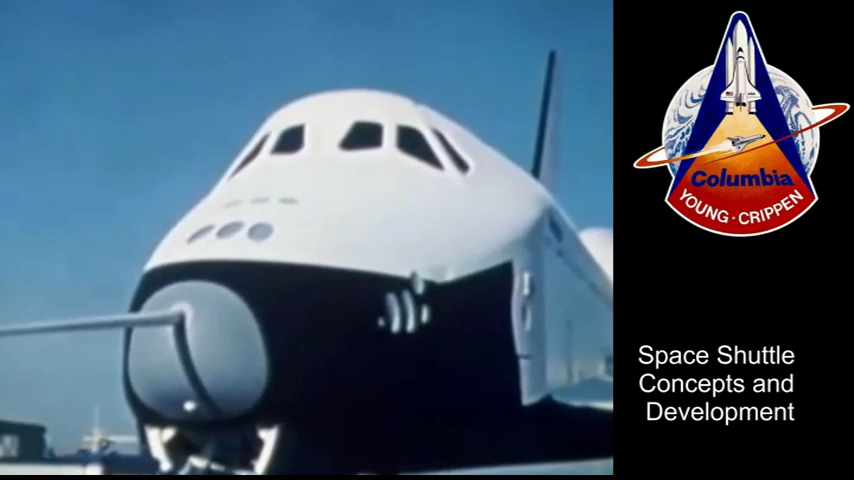 Columbia
YOUNG · CRIPPEN
Space Shuttle
Concepts and
Development